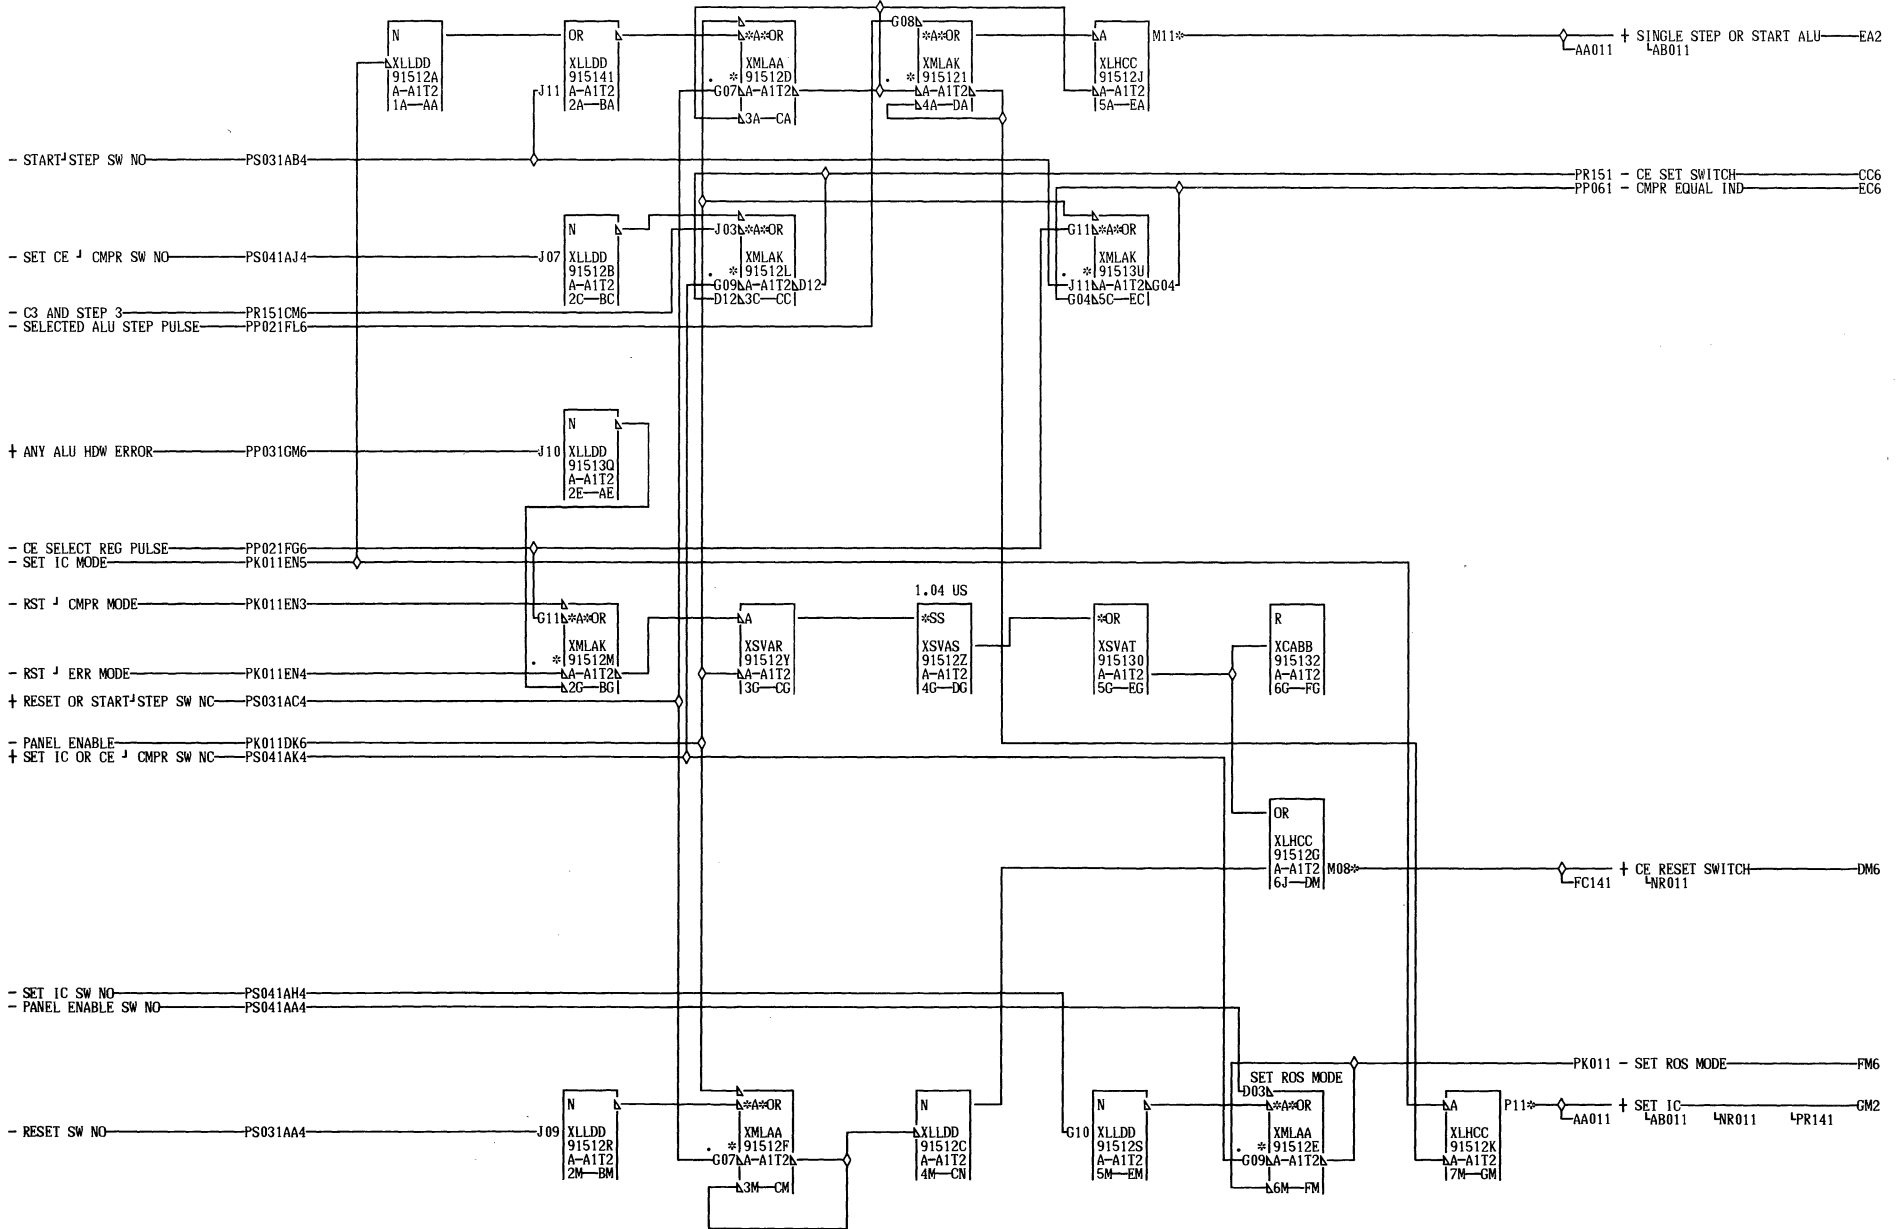 G08
N
OR
*A*OR
*A*OR
A
M11*
+ SINGLE STEP OR START ALU EA2
AA011
AB011
XLLDD
91512A
A-A1T2
1A—AA
XLLDD
915141
J11
A-A1T2
2A—BA
XMLAA
* 91512D
G07
A-A1T2
3A—CA
XMLAK
* 915121
A-A1T2
4A—DA
XLHCC
91512J
A-A1T2
5A—EA
- START┘STEP SW NO PS031AB4
PR151 - CE SET SWITCH CC6
PP061 - CMPR EQUAL IND EC6
- SET CE ┘ CMPR SW NO PS041AJ4
J07
N
XLLDD
91512B
A-A1T2
2C—BC
J03
*A*OR
XMLAK
* 91512L
G09
A-A1T2
D12
D12
3C—CC
G11
*A*OR
XMLAK
* 91513U
J11
A-A1T2
G04
G04
5C—EC
- C3 AND STEP 3 PR151CM6
- SELECTED ALU STEP PULSE PP021FL6
+ ANY ALU HDW ERROR PP031GM6
J10
N
XLLDD
91513Q
A-A1T2
2E—AE
- CE SELECT REG PULSE PP021FG6
- SET IC MODE PK011EN5
- RST ┘ CMPR MODE PK011EN3
G11
*A*OR
XMLAK
* 91512M
A-A1T2
2G—BG
A
XSVAR
91512Y
A-A1T2
3G—CG
1.04 US
*SS
XSVAS
91512Z
A-A1T2
4G—DG
*OR
XSVAT
915130
A-A1T2
5G—EG
R
XCABB
915132
A-A1T2
6G—FG
- RST ┘ ERR MODE PK011EN4
+ RESET OR START┘STEP SW NC PS031AC4
- PANEL ENABLE PK011DK6
+ SET IC OR CE ┘ CMPR SW NC PS041AK4
OR
XLHCC
91512G
A-A1T2
M08*
6J—DM
+ CE RESET SWITCH DM6
FC141
NR011
- SET IC SW NO PS041AH4
- PANEL ENABLE SW NO PS041AA4
PK011 - SET ROS MODE FM6
- RESET SW NO PS031AA4
J09
N
XLLDD
91512R
A-A1T2
2M—BM
*A*OR
XMLAA
* 91512F
G07
A-A1T2
3M—CM
N
XLLDD
91512C
A-A1T2
4M—CN
G10
N
XLLDD
91512S
A-A1T2
5M—EM
SET ROS MODE
D03
*A*OR
XMLAA
* 91512E
G09
A-A1T2
6M—FM
A
XLHCC
91512K
A-A1T2
7M—GM
P11*
+ SET IC GM2
AA011
AB011 NR011 PR141